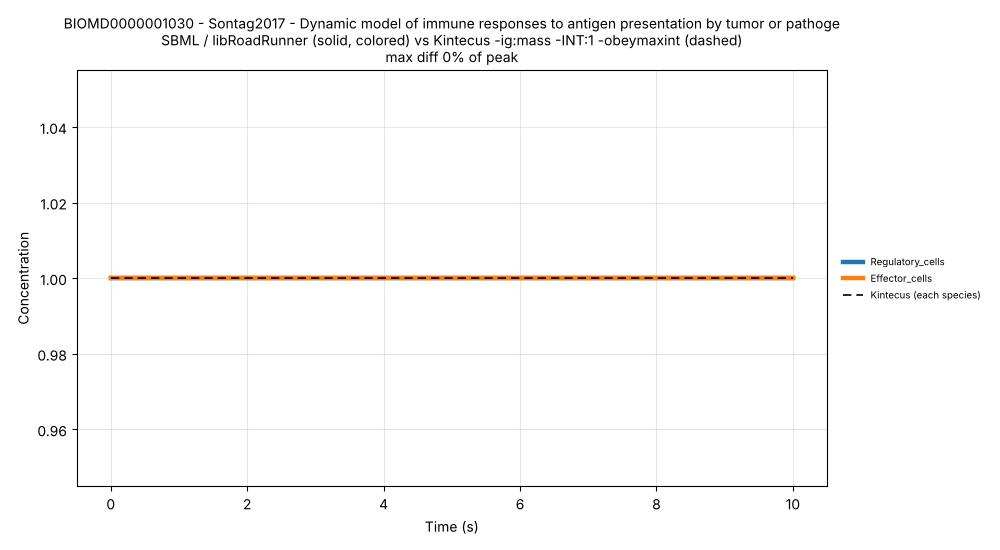 BIOMD0000001030 - Sontag2017 - Dynamic model of immune responses to antigen presentation by tumor or pathoge
SBML / libRoadRunner (solid, colored) vs Kintecus -ig:mass -INT:1 -obeymaxint (dashed)
max diff 0% of peak
1.04
1.02
1.00
0.98
0.96
Concentration
0
2
4
6
8
10
Time (s)
Regulatory_cells
Effector_cells
Kintecus (each species)